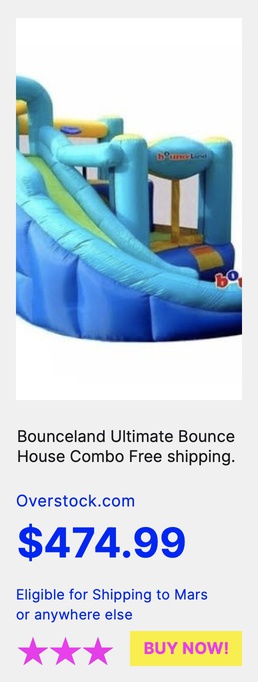 bounceLand
Bounceland Ultimate Bounce
House Combo Free shipping.
Overstock.com
$474.99
Eligible for Shipping to Mars
or anywhere else
BUY NOW!